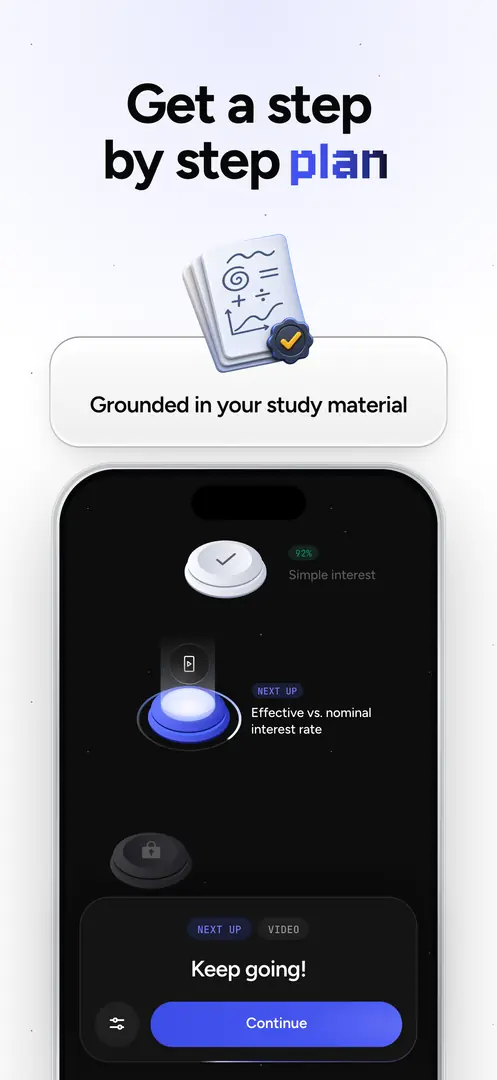 Get a step
by step plan
Grounded in your study material
92%
Simple interest
NEXT UP
Effective vs. nominal
interest rate
NEXT UP VIDEO
Keep going!
Continue